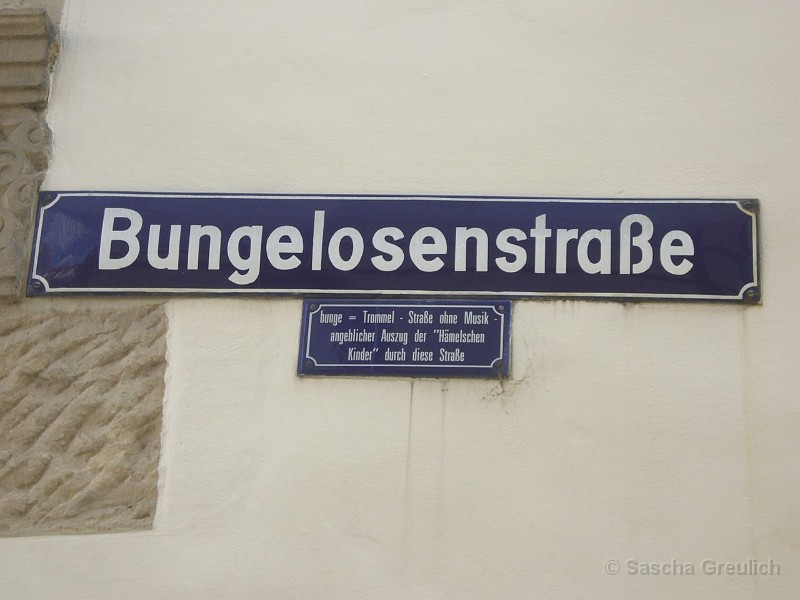 Bungelosenstraße
bunge = Trommel - Straße ohne Musik -
angeblicher Auszug der "Hämelschen
Kinder" durch diese Straße
© Sascha Greulich